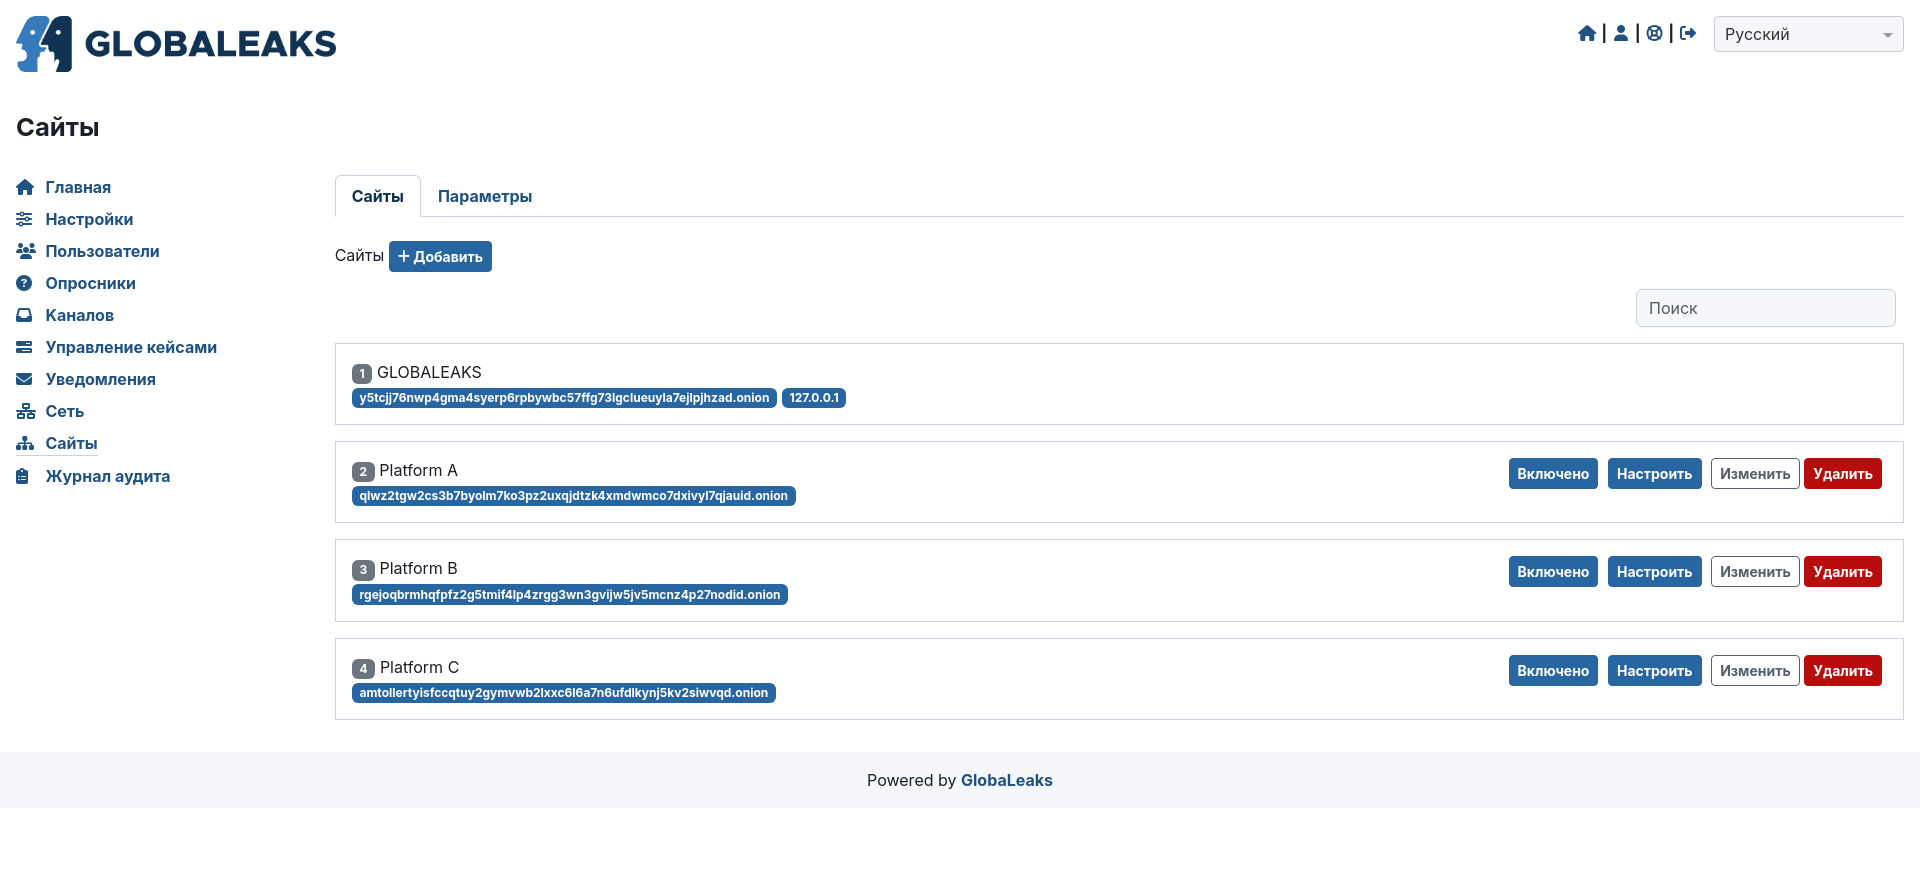 GLOBALEAKS
Русский
Сайты
Главная
Настройки
Пользователи
Опросники
Каналов
Управление кейсами
Уведомления
Сеть
Сайты
Журнал аудита
Сайты Параметры
Сайты Добавить
Поиск
1 GLOBALEAKS
y5tcjj76nwp4gma4syerp6rpbywbc57ffg73lgclueuyla7ejlpjhzad.onion 127.0.0.1
2 Platform A
qlwz2tgw2cs3b7byolm7ko3pz2uxqjdtzk4xmdwmco7dxivyl7qjauid.onion
Включено Настроить Изменить Удалить
3 Platform B
rgejoqbrmhqfpfz2g5tmif4lp4zrgg3wn3gvijw5jv5mcnz4p27nodid.onion
Включено Настроить Изменить Удалить
4 Platform C
amtollertyisfccqtuy2gymvwb2lxxc6l6a7n6ufdlkynj5kv2siwvqd.onion
Включено Настроить Изменить Удалить
Powered by GlobaLeaks